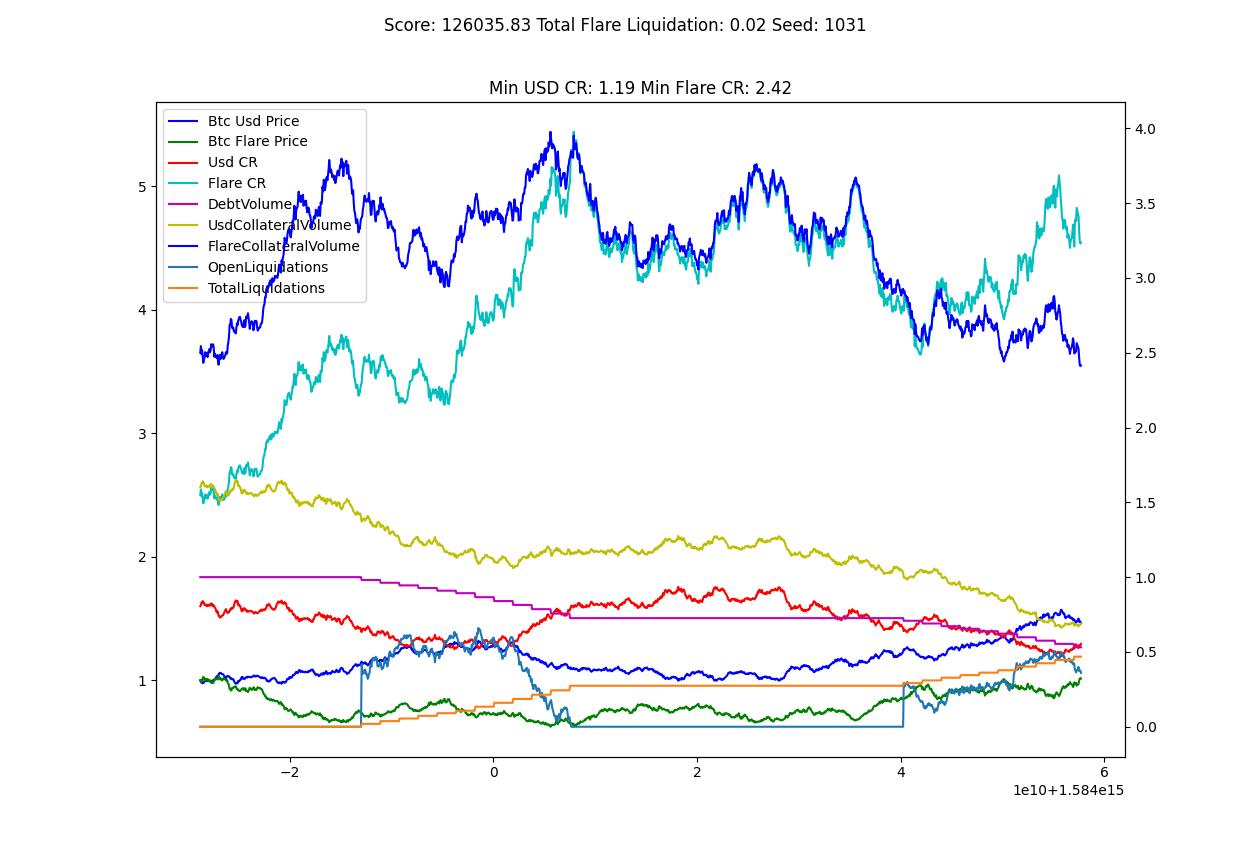 Score: 126035.83 Total Flare Liquidation: 0.02 Seed: 1031
Min USD CR: 1.19 Min Flare CR: 2.42
Btc Usd Price
Btc Flare Price
Usd CR
Flare CR
DebtVolume
UsdCollateralVolume
FlareCollateralVolume
OpenLiquidations
TotalLiquidations
5
4
3
2
1
4.0
3.5
3.0
2.5
2.0
1.5
1.0
0.5
0.0
−2 0 2 4 6
1e10+1.584e15